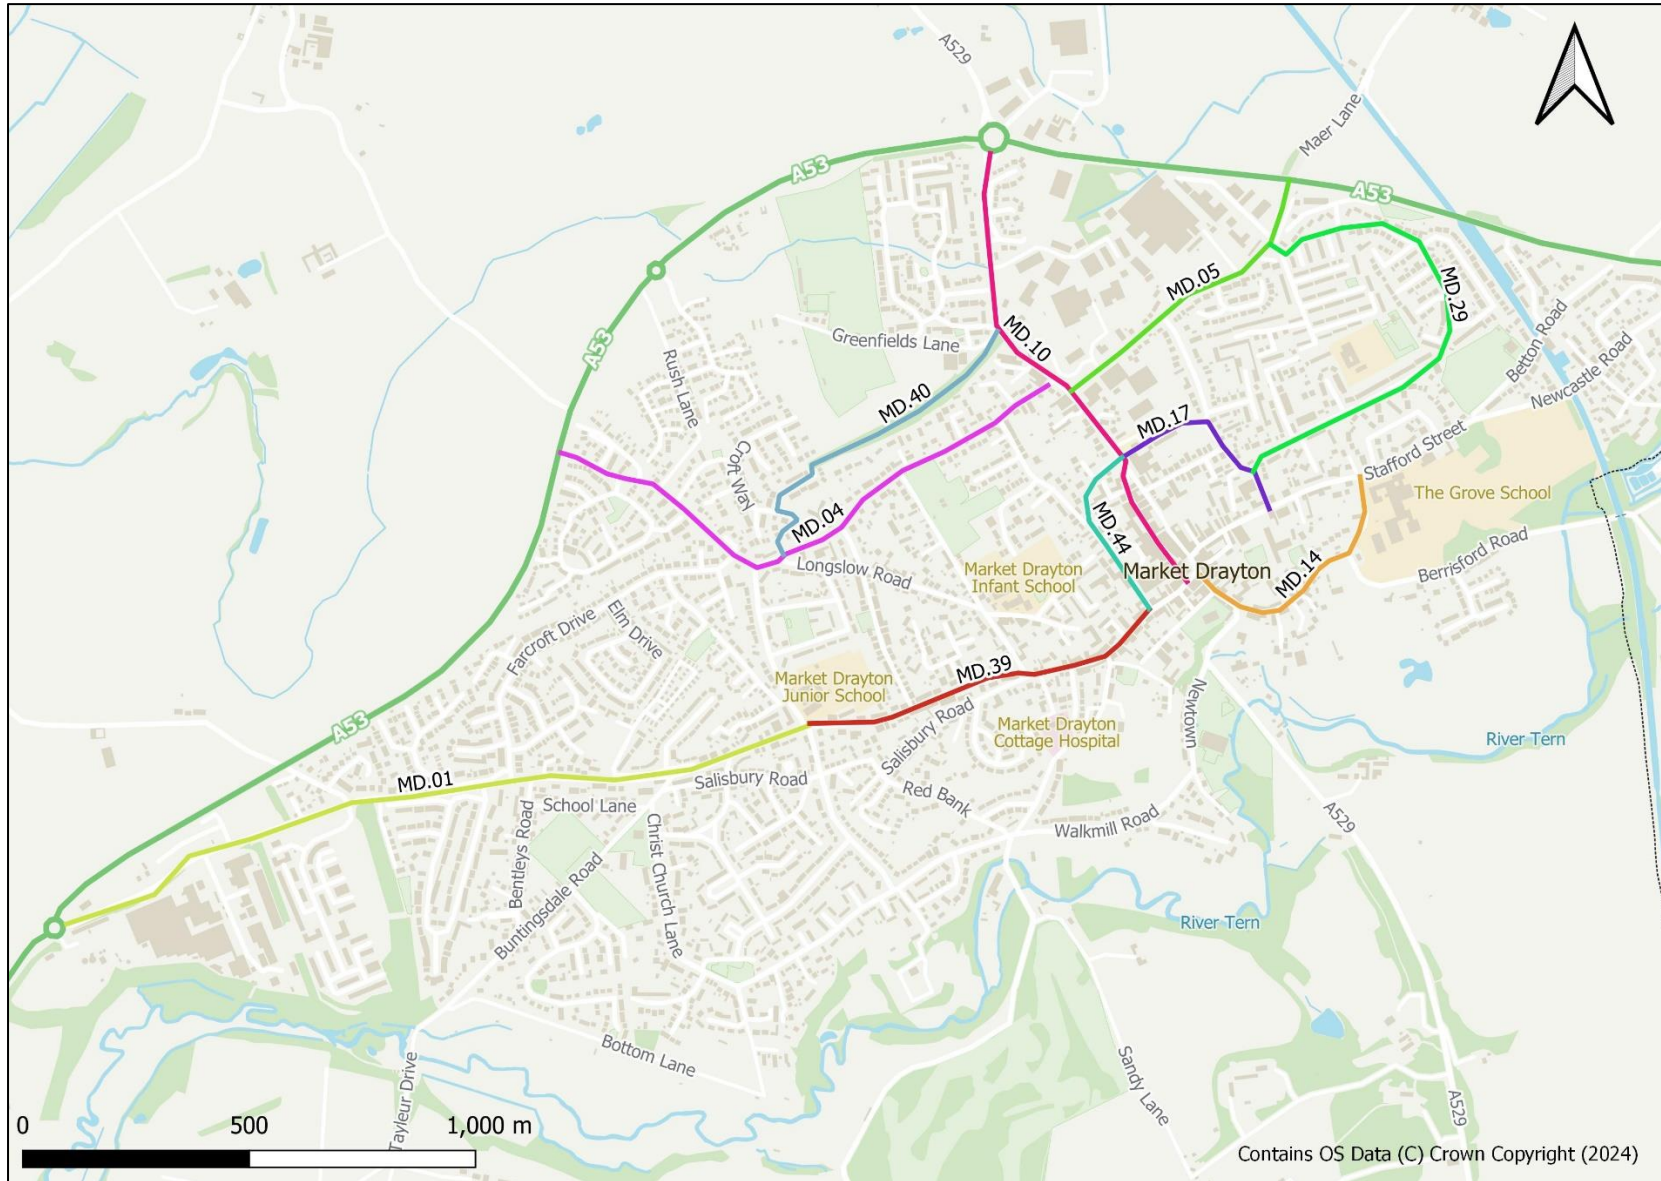 A529
Maer Lane
A53
A53
MD.05
MD.29
MD.10
Greenfields Lane
Betton Road
A53
Rush Lane
Newcastle Road
MD.40
MD.17
Croft Way
Stafford Street
The Grove School
MD.04
MD.44
Berrisford Road
Longslow Road
Market Drayton
Infant School
Market Drayton
MD.14
Farcroft Drive
Elm Drive
MD.39
Market Drayton
Junior School
Newtown
Salisbury Road
Market Drayton
Cottage Hospital
River Tern
A53
MD.01
Salisbury Road
Red Bank
School Lane
Walkmill Road
A529
Bentleys Road
Christ Church Lane
Buntingsdale Road
River Tern
Bottom Lane
Tayleur Drive
Sandy Lane
A529
0 500 1,000 m
Contains OS Data (C) Crown Copyright (2024)